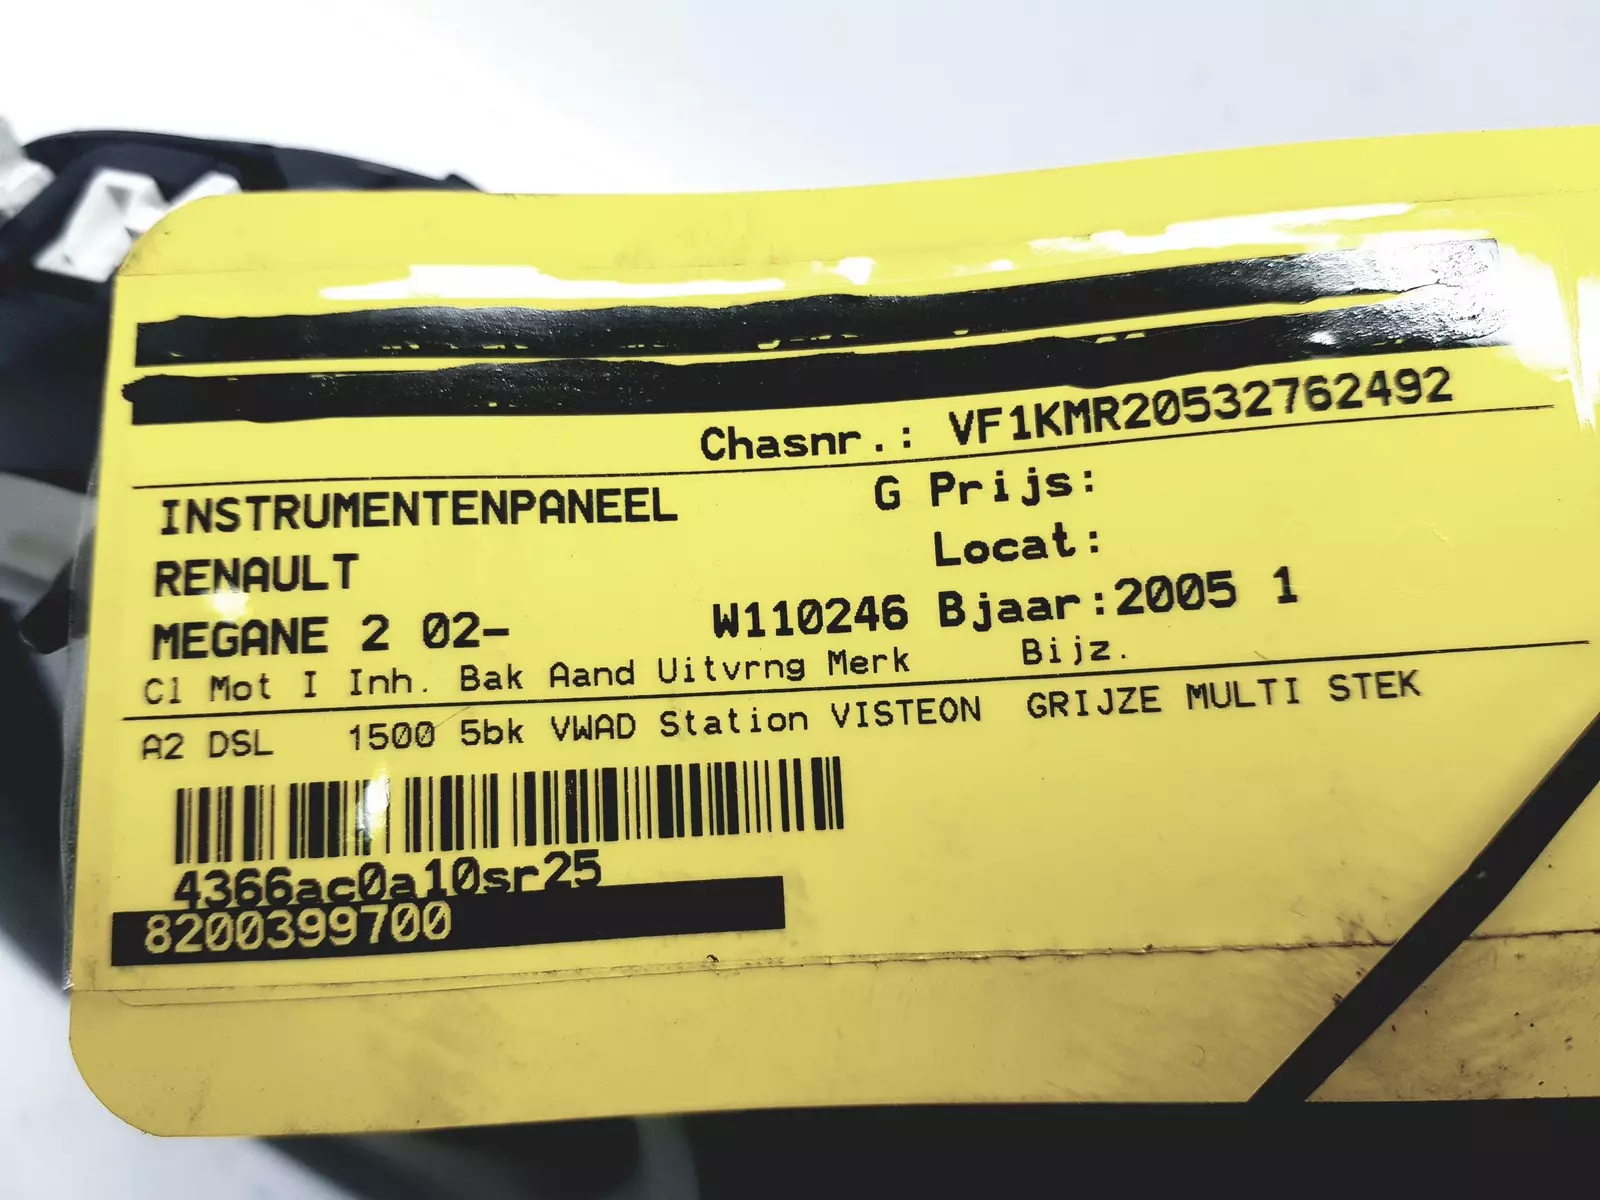 Chasnr.: VF1KMR20532762492
INSTRUMENTENPANEEL G Prijs:
RENAULT Locat:
MEGANE 2 02- W110246 Bjaar:2005 1
Cl Mot I Inh. Bak Aand Uitvrng Merk Bijz.
A2 DSL 1500 5bk VWAD Station VISTEON GRIJZE MULTI STEK
4366ac0a10sr25
8200399700